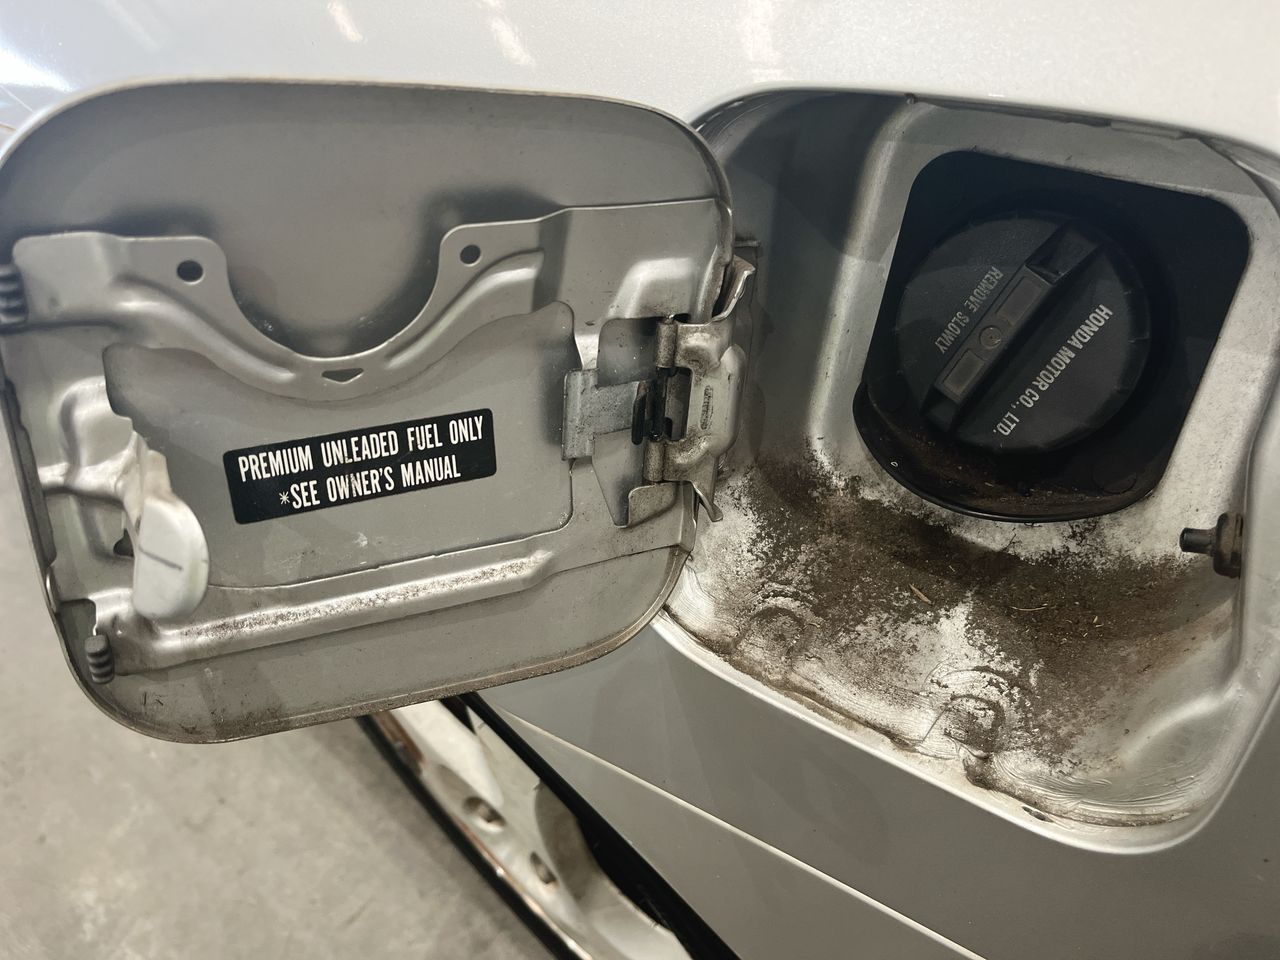 PREMIUM UNLEADED FUEL ONLY
*SEE OWNER'S MANUAL
REMOVE SLOWLY
HONDA MOTOR CO., LTD.